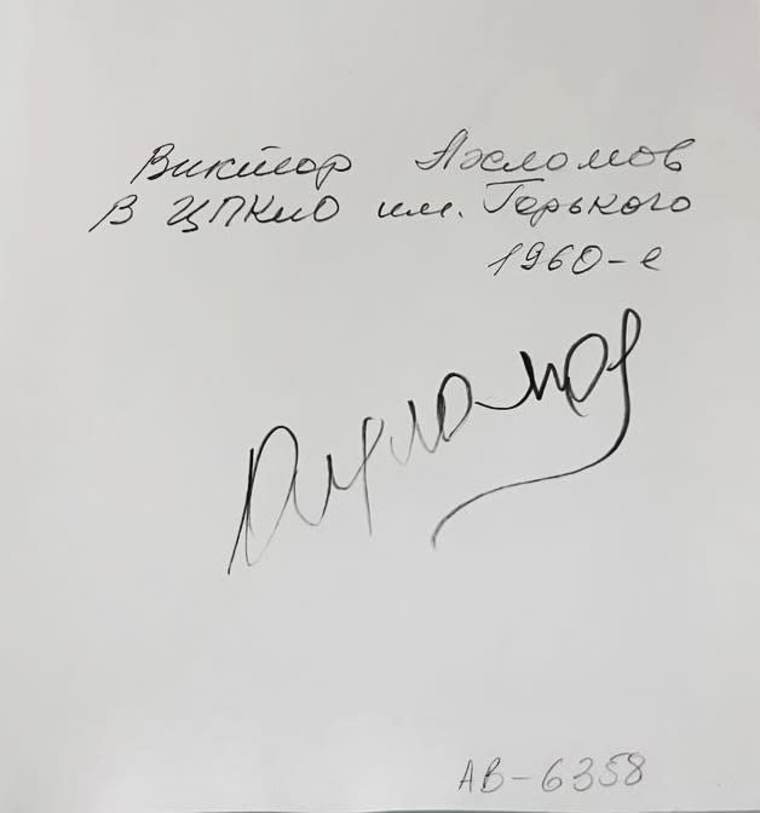 Виктор Ахломов
В ЦПКиО им. Горького
1960-е
Ахломов
АВ-6358